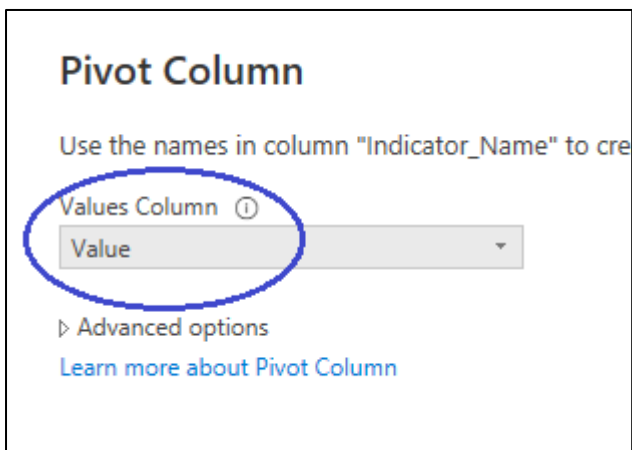 Pivot Column
Use the names in column "Indicator_Name" to cre
Values Column
Value
Advanced options
Learn more about Pivot Column